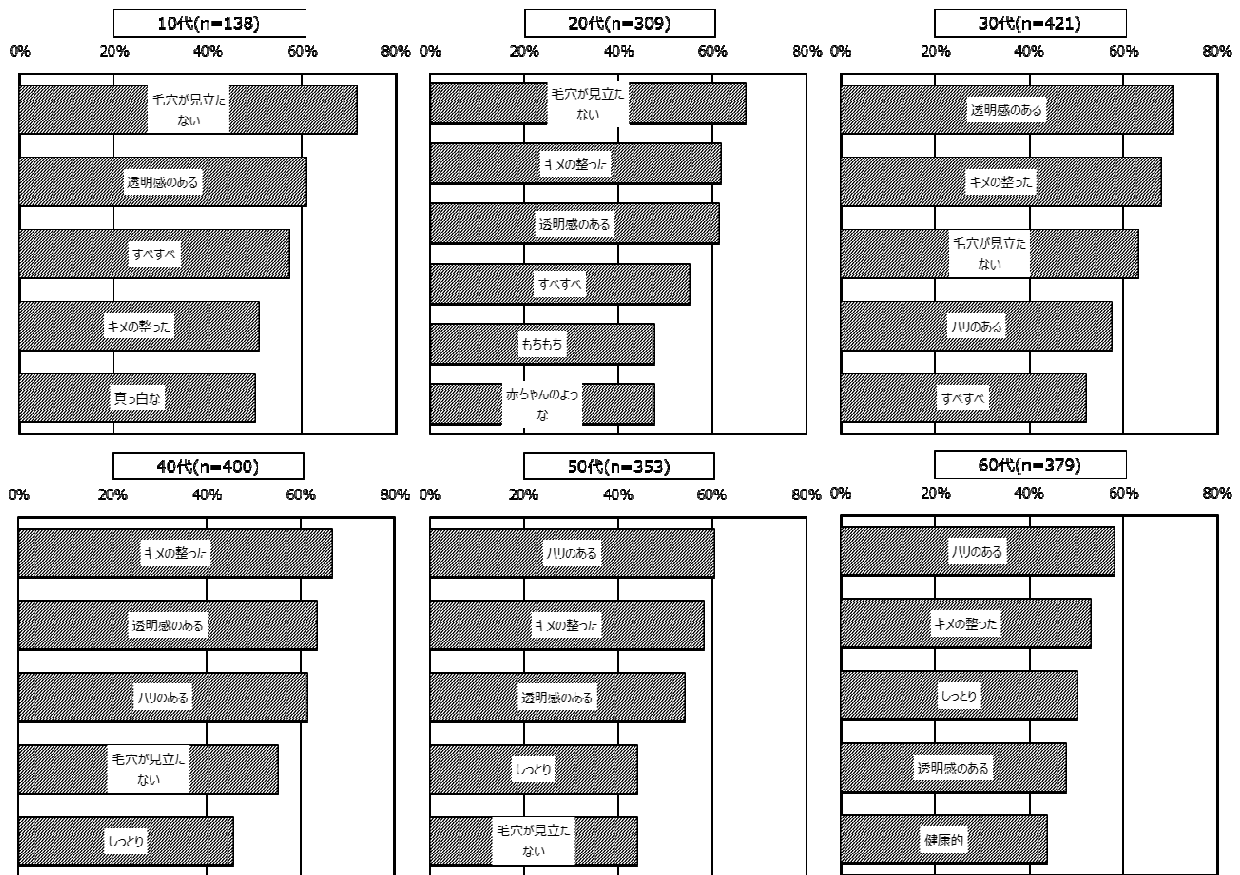 10代(n=138)
0% 20% 40% 60% 80%
毛穴が見立た
ない
透明感のある
すべすべ
キメの整った
真っ白な
20代(n=309)
0% 20% 40% 60% 80%
毛穴が見立た
ない
キメの整った
透明感のある
すべすべ
もちもち
赤ちゃんのよう
な
30代(n=421)
0% 20% 40% 60% 80%
透明感のある
キメの整った
毛穴が見立た
ない
ハリのある
すべすべ
40代(n=400)
0% 20% 40% 60% 80%
キメの整った
透明感のある
ハリのある
毛穴が見立た
ない
しっとり
50代(n=353)
0% 20% 40% 60% 80%
ハリのある
キメの整った
透明感のある
しっとり
毛穴が見立た
ない
60代(n=379)
0% 20% 40% 60% 80%
ハリのある
キメの整った
しっとり
透明感のある
健康的